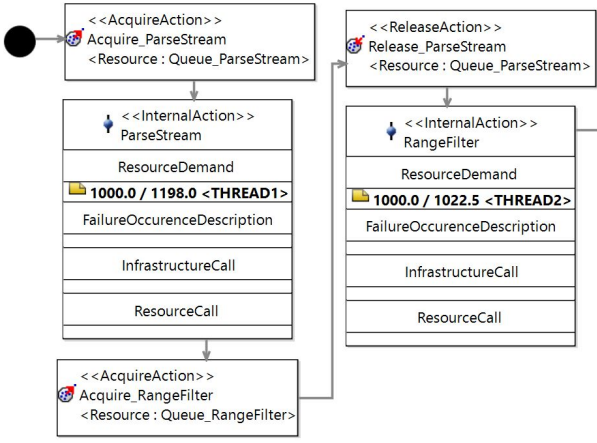 <<AcquireAction>>
Acquire_ParseStream
<Resource : Queue_ParseStream>
<<InternalAction>>
ParseStream
ResourceDemand
1000.0 / 1198.0 <THREAD1>
FailureOccurenceDescription
InfrastructureCall
ResourceCall
<<AcquireAction>>
Acquire_RangeFilter
<Resource : Queue_RangeFilter>
<<ReleaseAction>>
Release_ParseStream
<Resource : Queue_ParseStream>
<<InternalAction>>
RangeFilter
ResourceDemand
1000.0 / 1022.5 <THREAD2>
FailureOccurenceDescription
InfrastructureCall
ResourceCall